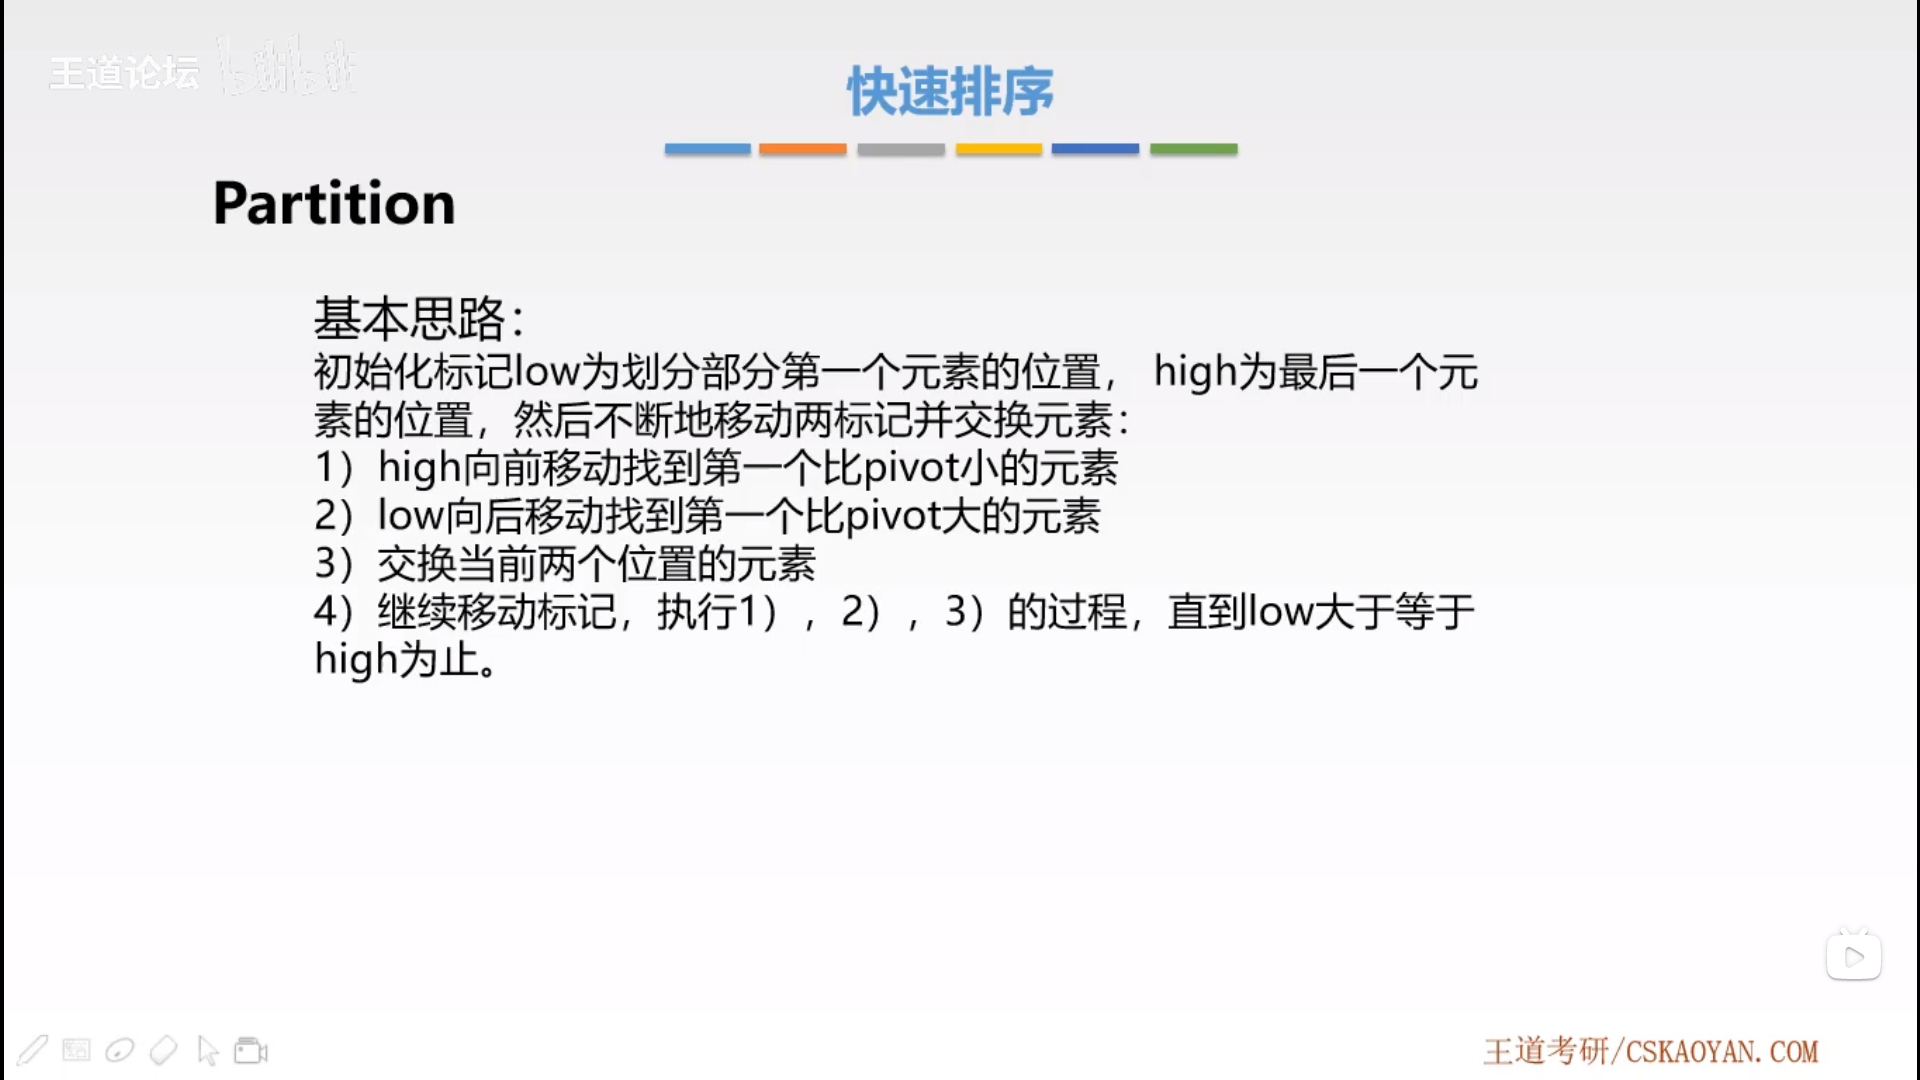 王道论坛 bilibili
快速排序
Partition
基本思路：
初始化标记low为划分部分第一个元素的位置， high为最后一个元
素的位置，然后不断地移动两标记并交换元素：
1）high向前移动找到第一个比pivot小的元素
2）low向后移动找到第一个比pivot大的元素
3）交换当前两个位置的元素
4）继续移动标记，执行1），2），3）的过程，直到low大于等于
high为止。
王道考研/CSKAOYAN.COM